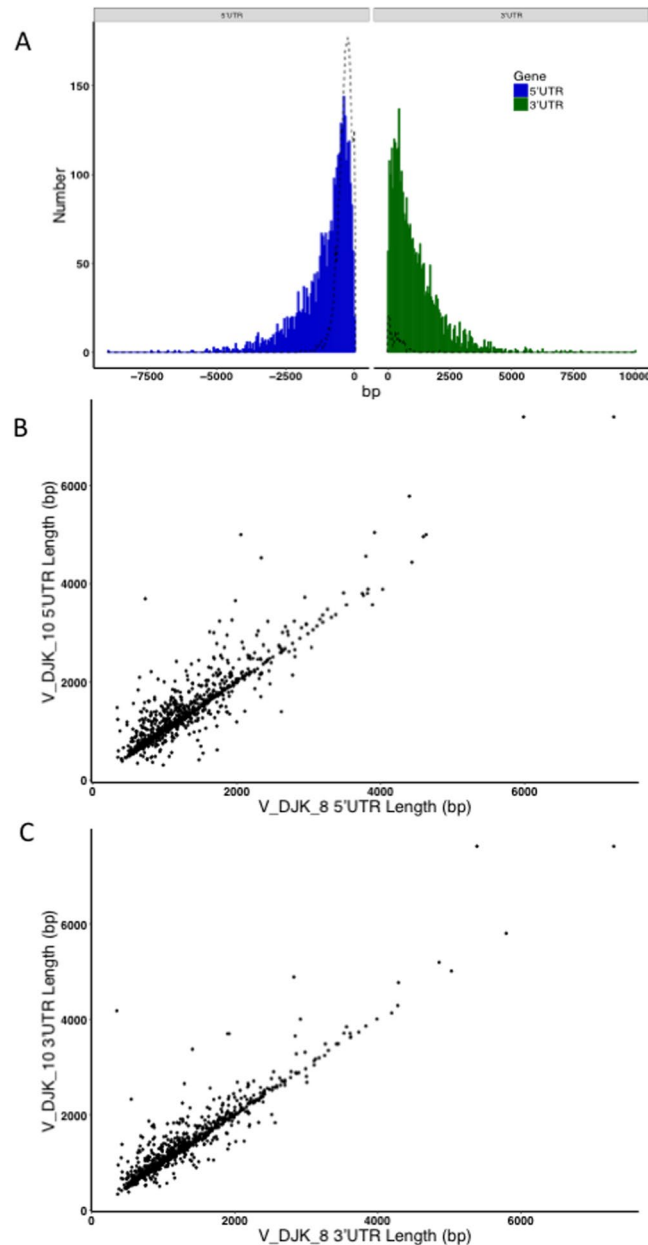 A
5'UTR
3'UTR
Number
150
100
50
0
Gene
5'UTR
3'UTR
−7500
−5000
−2500
0
0
2500
5000
7500
10000
bp
B
V_DJK_10 5'UTR Length (bp)
6000
4000
2000
0
0
2000
4000
6000
V_DJK_8 5'UTR Length (bp)
C
V_DJK_10 3'UTR Length (bp)
6000
4000
2000
0
0
2000
4000
6000
V_DJK_8 3'UTR Length (bp)